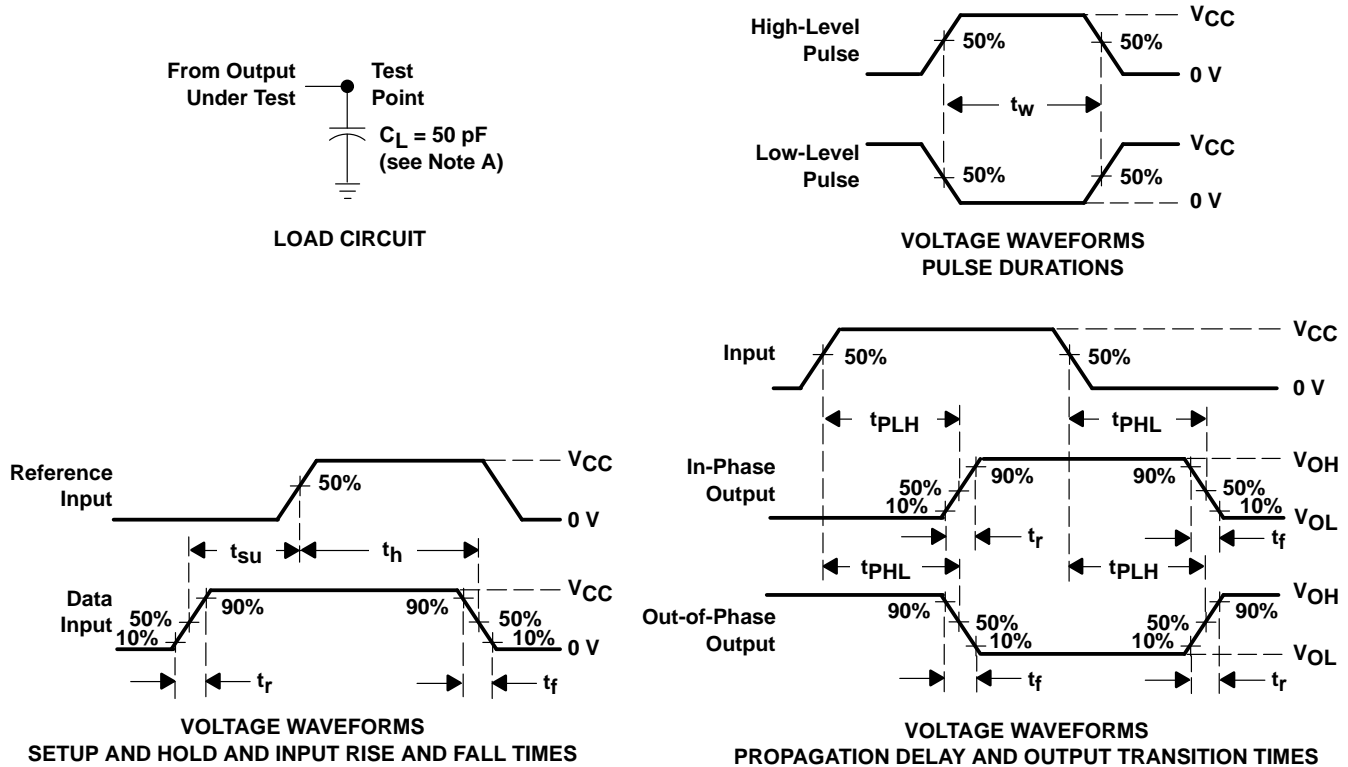 From Output
Under Test
Test
Point
CL = 50 pF
(see Note A)
LOAD CIRCUIT
High-Level
Pulse
50%
50%
VCC
0 V
tw
Low-Level
Pulse
50%
50%
VCC
0 V
VOLTAGE WAVEFORMS
PULSE DURATIONS
Reference
Input
50%
VCC
0 V
tsu
th
Data
Input
50%
10%
90%
90%
50%
10%
VCC
0 V
tr
tf
VOLTAGE WAVEFORMS
SETUP AND HOLD AND INPUT RISE AND FALL TIMES
Input
50%
50%
VCC
0 V
tPLH
tPHL
In-Phase
Output
50%
10%
90%
90%
50%
10%
VOH
VOL
tr
tf
tPHL
tPLH
Out-of-Phase
Output
90%
50%
10%
50%
10%
90%
VOH
VOL
tf
tr
VOLTAGE WAVEFORMS
PROPAGATION DELAY AND OUTPUT TRANSITION TIMES